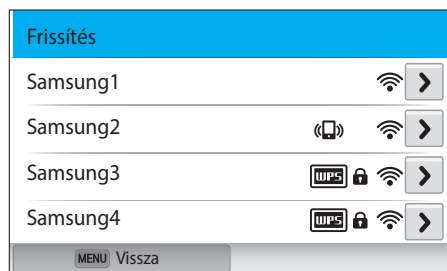 Frissítés
Samsung1
Samsung2
Samsung3 WPS
Samsung4 WPS
MENU Vissza